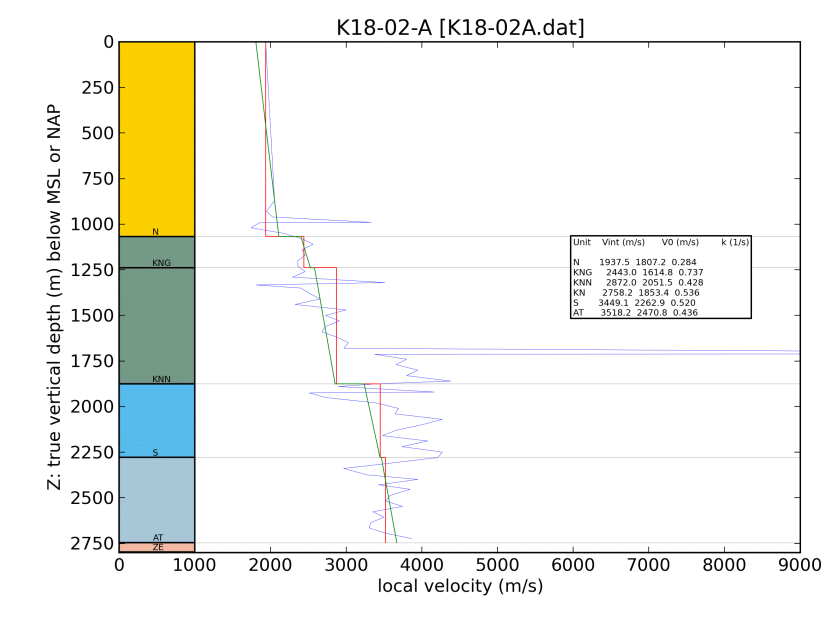 K18-02-A [K18-02A.dat]
Z: true vertical depth (m) below MSL or NAP
0
250
500
750
1000
1250
1500
1750
2000
2250
2500
2750
N
KNG
KNN
S
AT
ZE
Unit Vint (m/s) V0 (m/s) k (1/s)
N 1937.5 1807.2 0.284
KNG 2443.0 1614.8 0.737
KNN 2872.0 2051.5 0.428
KN 2758.2 1853.4 0.536
S 3449.1 2262.9 0.520
AT 3518.2 2470.8 0.436
0 1000 2000 3000 4000 5000 6000 7000 8000 9000
local velocity (m/s)